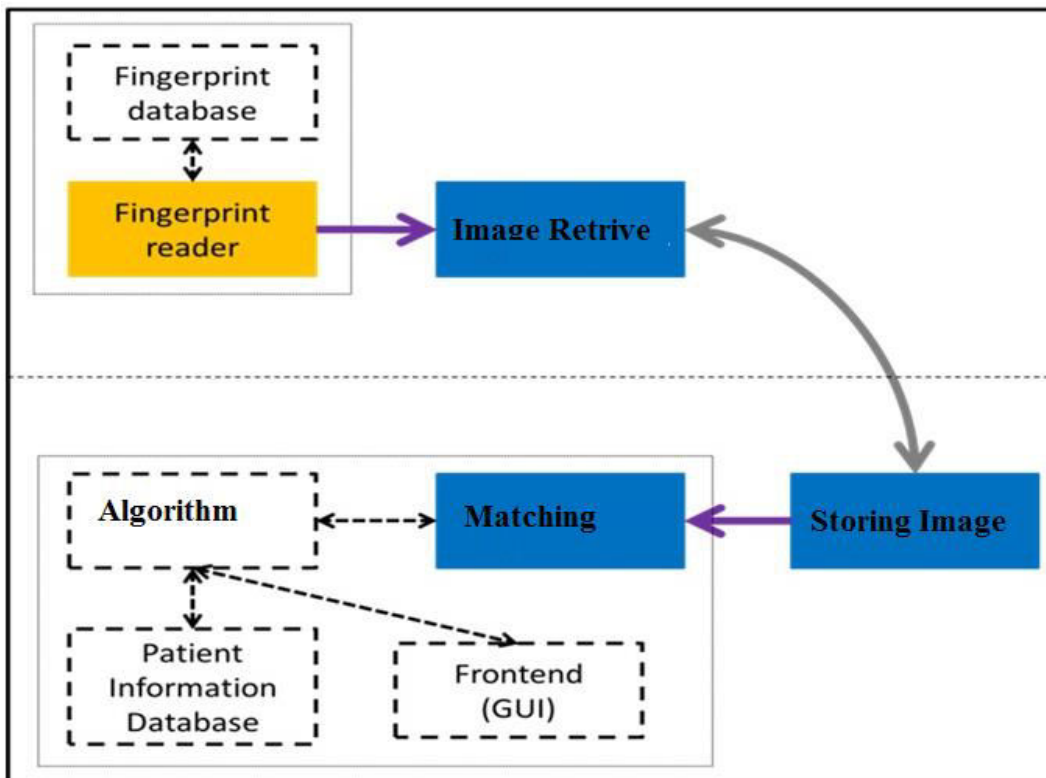 Fingerprint
database
Fingerprint
reader
Image Retrive
Algorithm
Matching
Storing Image
Patient
Information
Database
Frontend
(GUI)